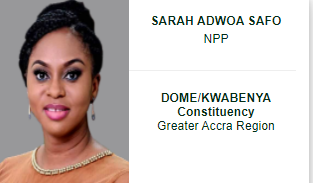 SARAH ADWOA SAFO
NPP
DOME/KWABENYA
Constituency
Greater Accra Region